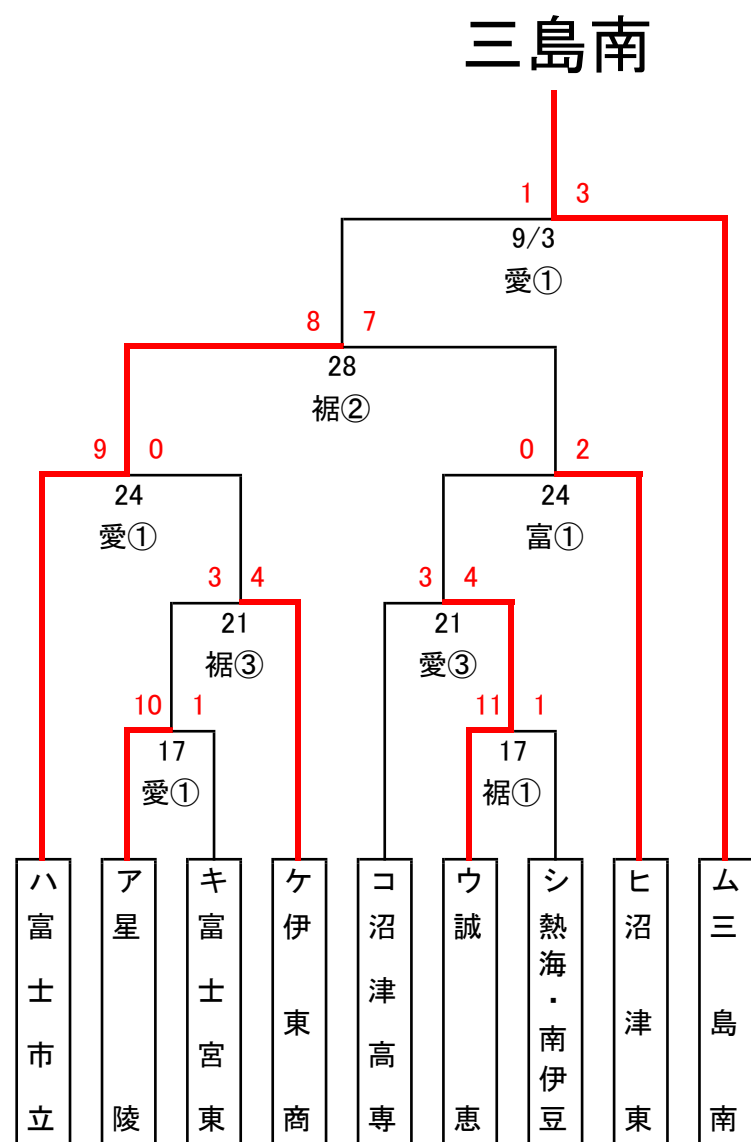 三島南
1 3
9/3
愛①
8 7
28
裾②
9 0
0 2
24
24
愛①
富①
3 4
3 4
21
21
裾③
愛③
10 1
11 1
17
17
愛①
裾①
ハ富士市立
ア星陵
キ富士宮東
ケ伊東商
コ沼津高専
ウ誠恵
シ熱海・南伊豆
ヒ沼津東
ム三島南